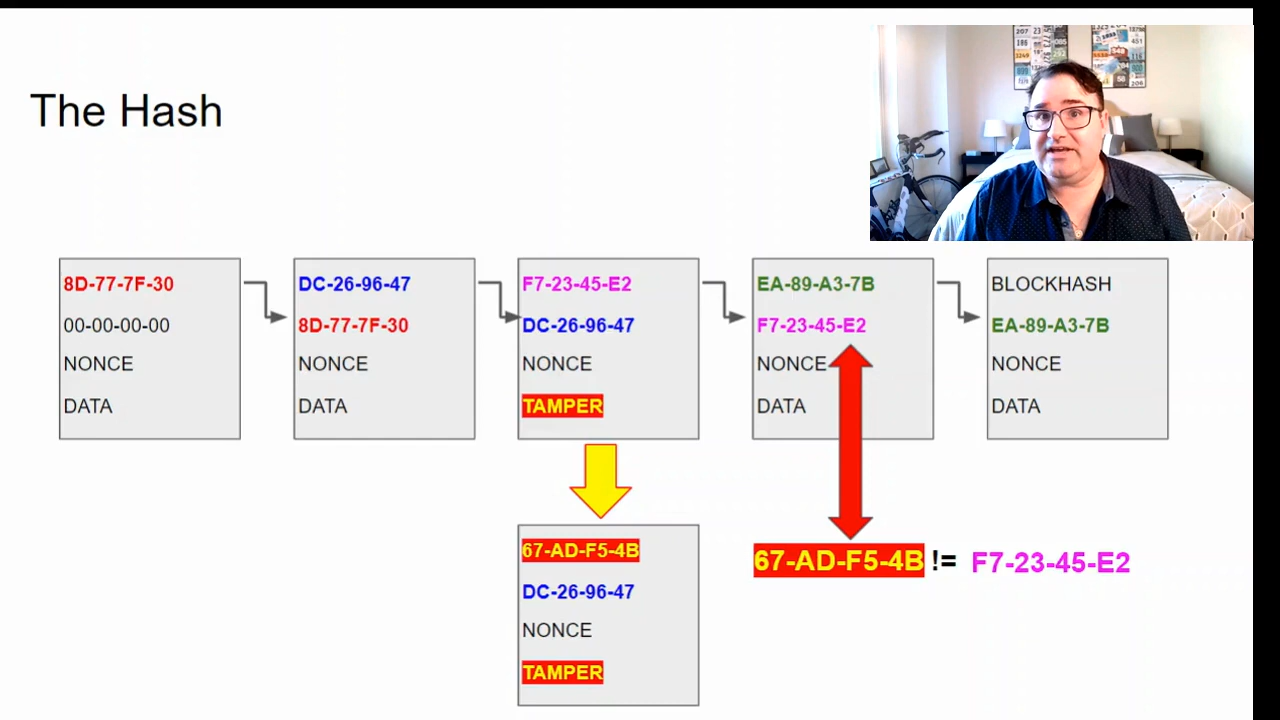 The Hash
8D-77-7F-30
00-00-00-00
NONCE
DATA
DC-26-96-47
8D-77-7F-30
NONCE
DATA
F7-23-45-E2
DC-26-96-47
NONCE
TAMPER
EA-89-A3-7B
F7-23-45-E2
NONCE
DATA
BLOCKHASH
EA-89-A3-7B
NONCE
DATA
67-AD-F5-4B
DC-26-96-47
NONCE
TAMPER
67-AD-F5-4B != F7-23-45-E2